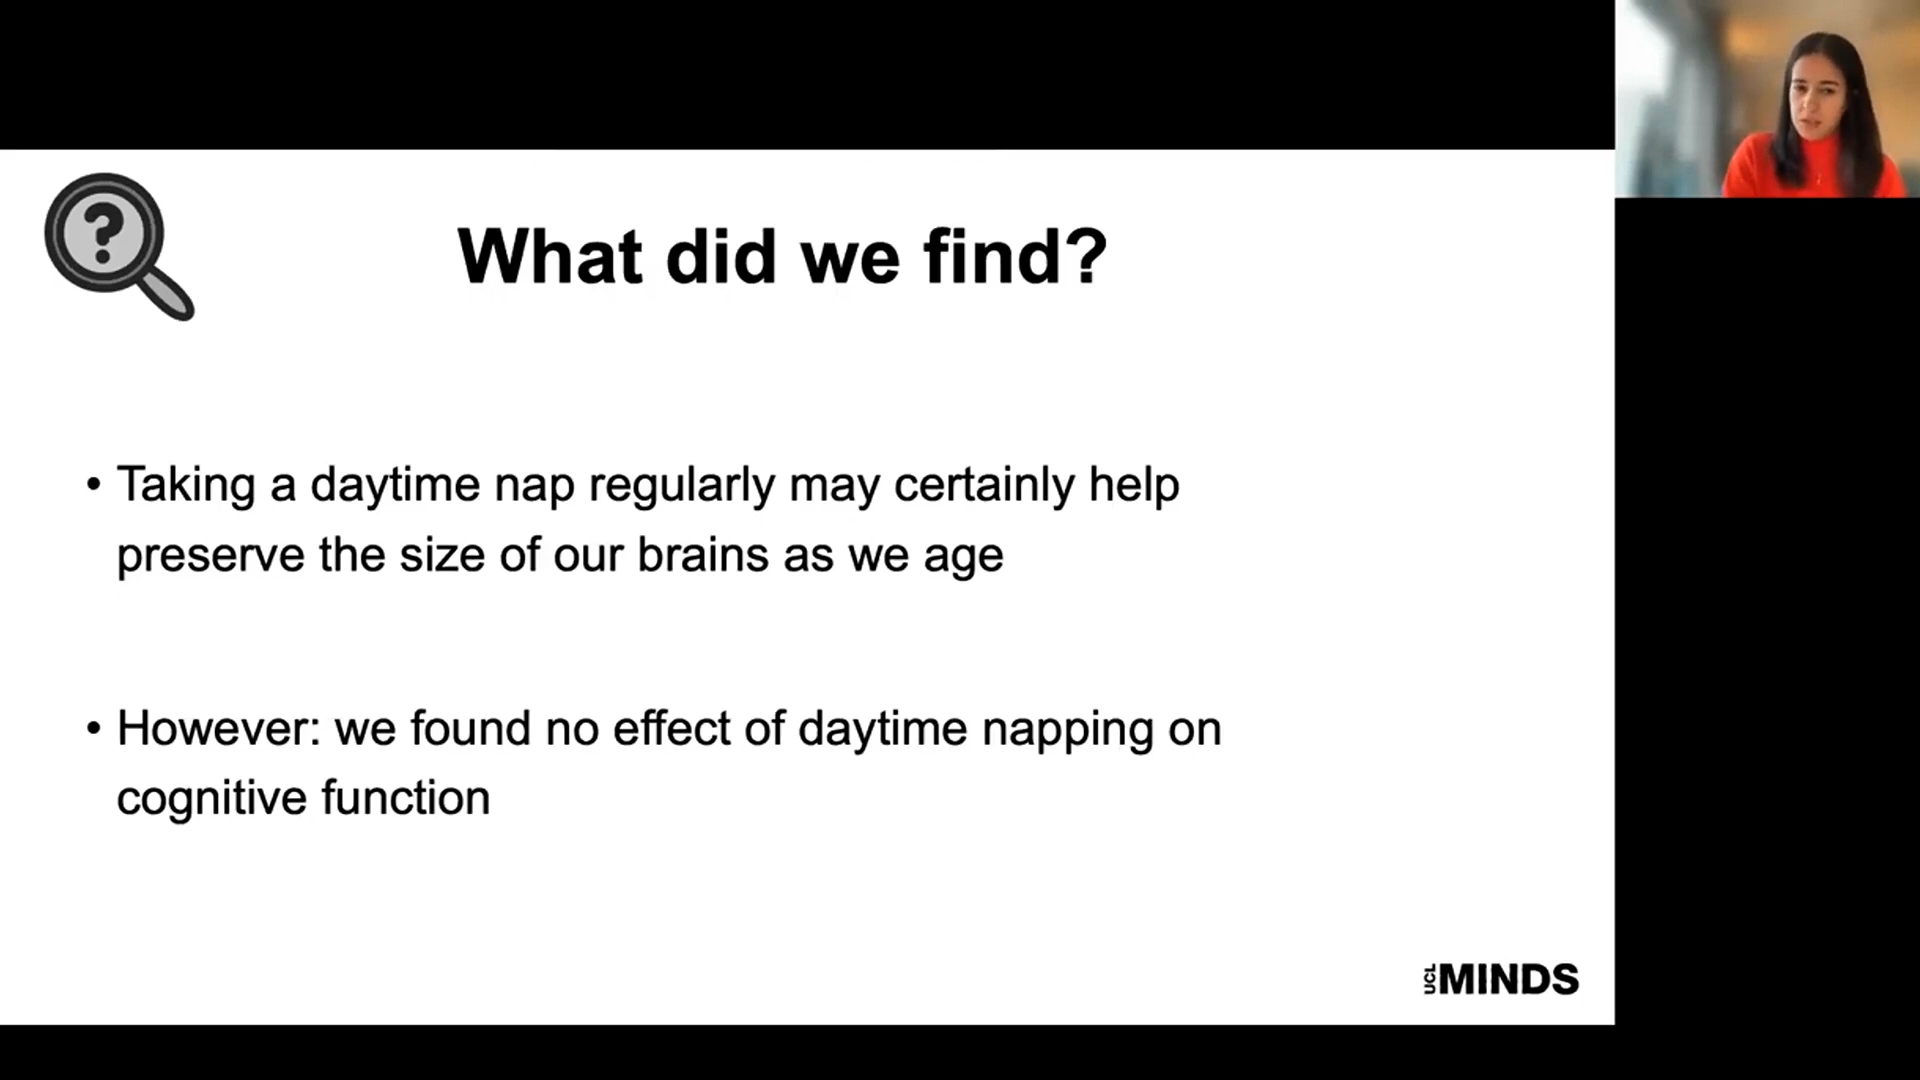 ?
What did we find?
• Taking a daytime nap regularly may certainly help
preserve the size of our brains as we age
• However: we found no effect of daytime napping on
cognitive function
UCL MINDS